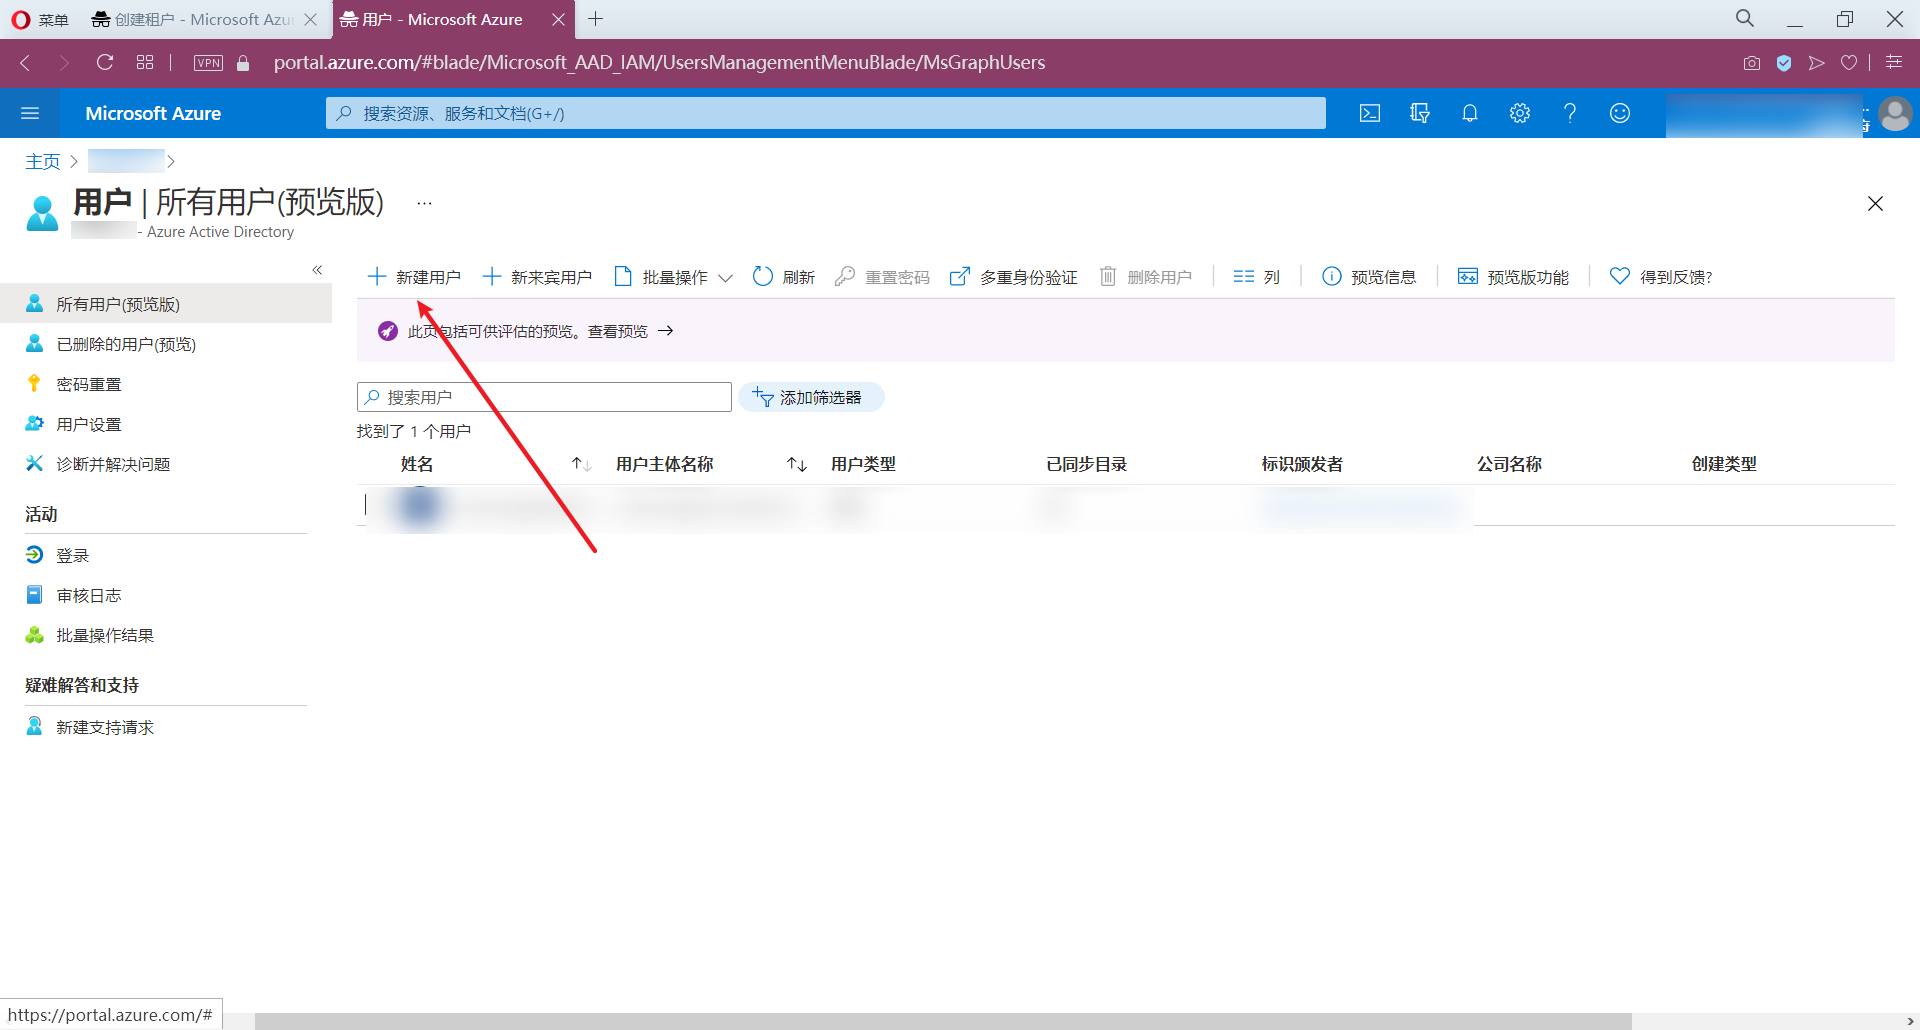 菜单
创建租户 - Microsoft Azu
用户 - Microsoft Azure
VPN
portal.azure.com/#blade/Microsoft_AAD_IAM/UsersManagementMenuBlade/MsGraphUsers
Microsoft Azure
搜索资源、服务和文档(G+/)
主页
用户 | 所有用户(预览版)
- Azure Active Directory
新建用户
新来宾用户
批量操作
刷新
重置密码
多重身份验证
删除用户
列
预览信息
预览版功能
得到反馈?
所有用户(预览版)
已删除的用户(预览)
密码重置
用户设置
诊断并解决问题
活动
登录
审核日志
批量操作结果
疑难解答和支持
新建支持请求
此页包括可供评估的预览。查看预览 →
搜索用户
添加筛选器
找到了 1 个用户
姓名
用户主体名称
用户类型
已同步目录
标识颁发者
公司名称
创建类型
https://portal.azure.com/#